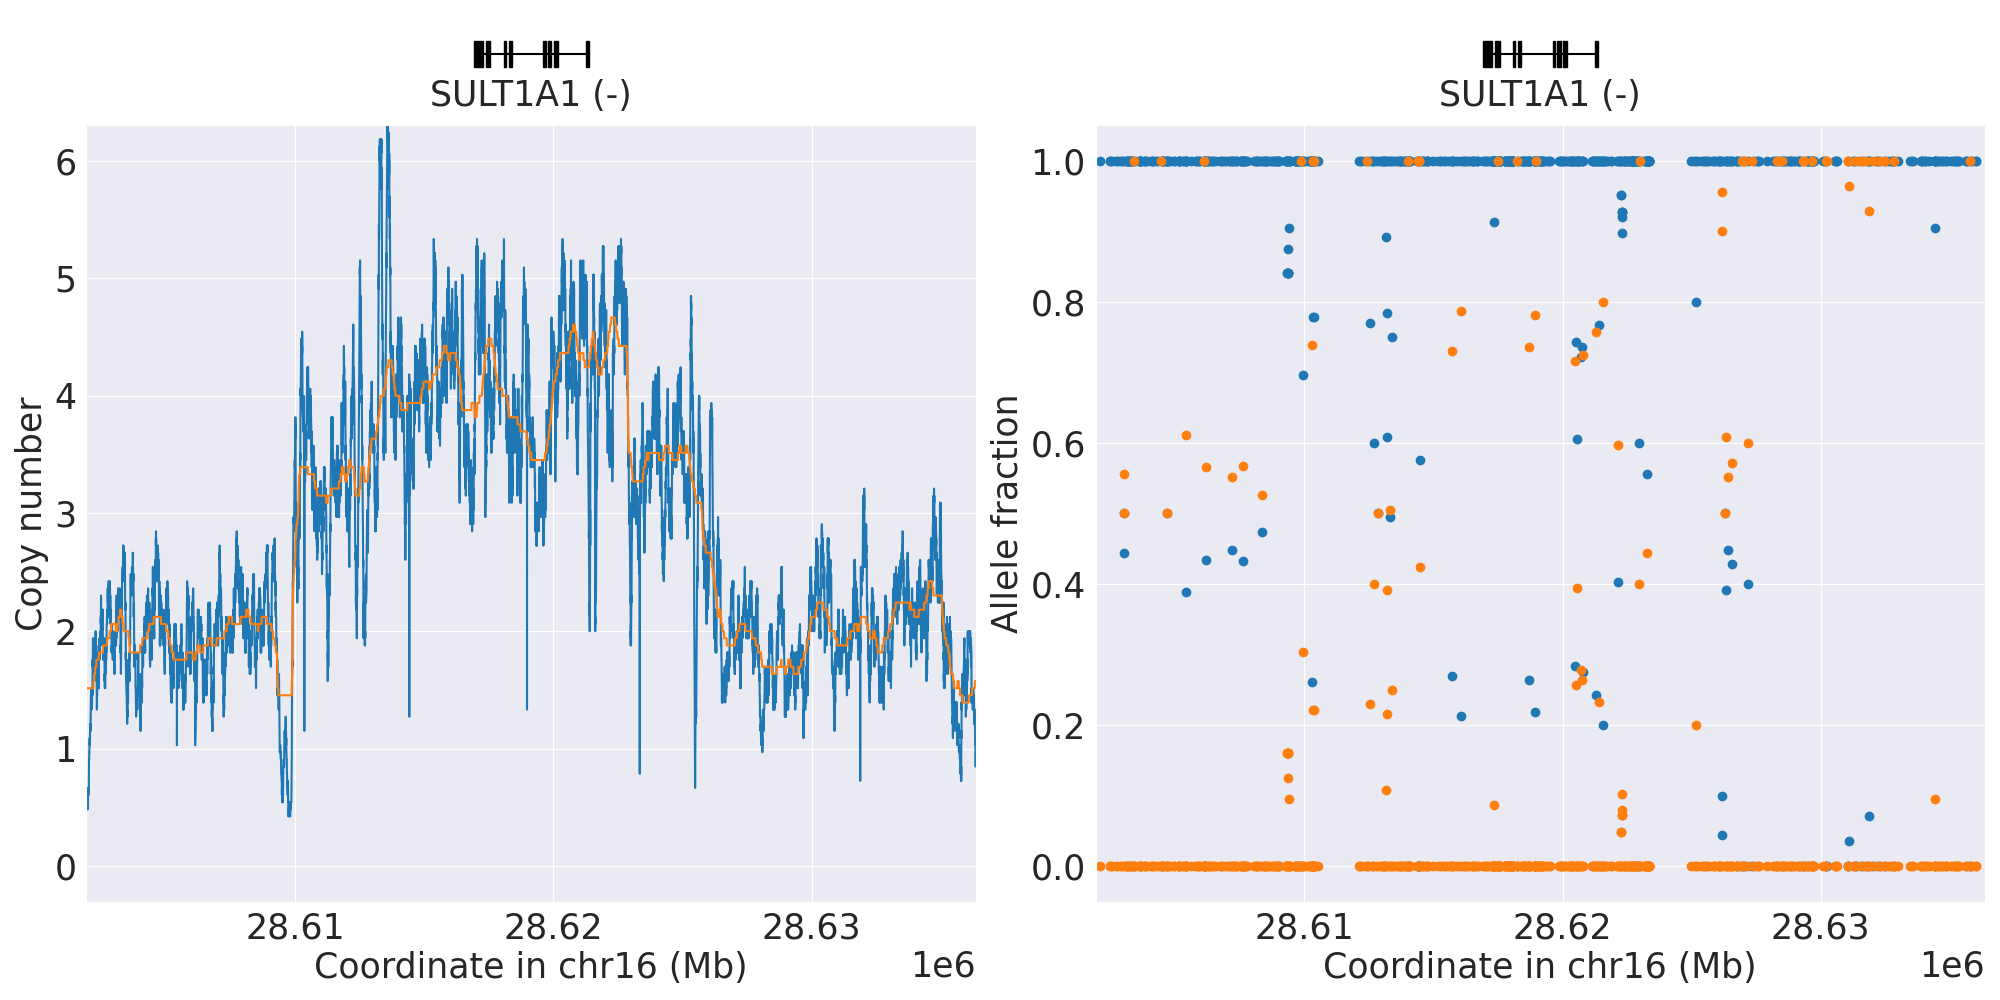 SULT1A1 (-)
6
5
4
3
2
1
0
Copy number
28.61
28.62
28.63
Coordinate in chr16 (Mb)
1e6
SULT1A1 (-)
1.0
0.8
0.6
0.4
0.2
0.0
Allele fraction
28.61
28.62
28.63
Coordinate in chr16 (Mb)
1e6